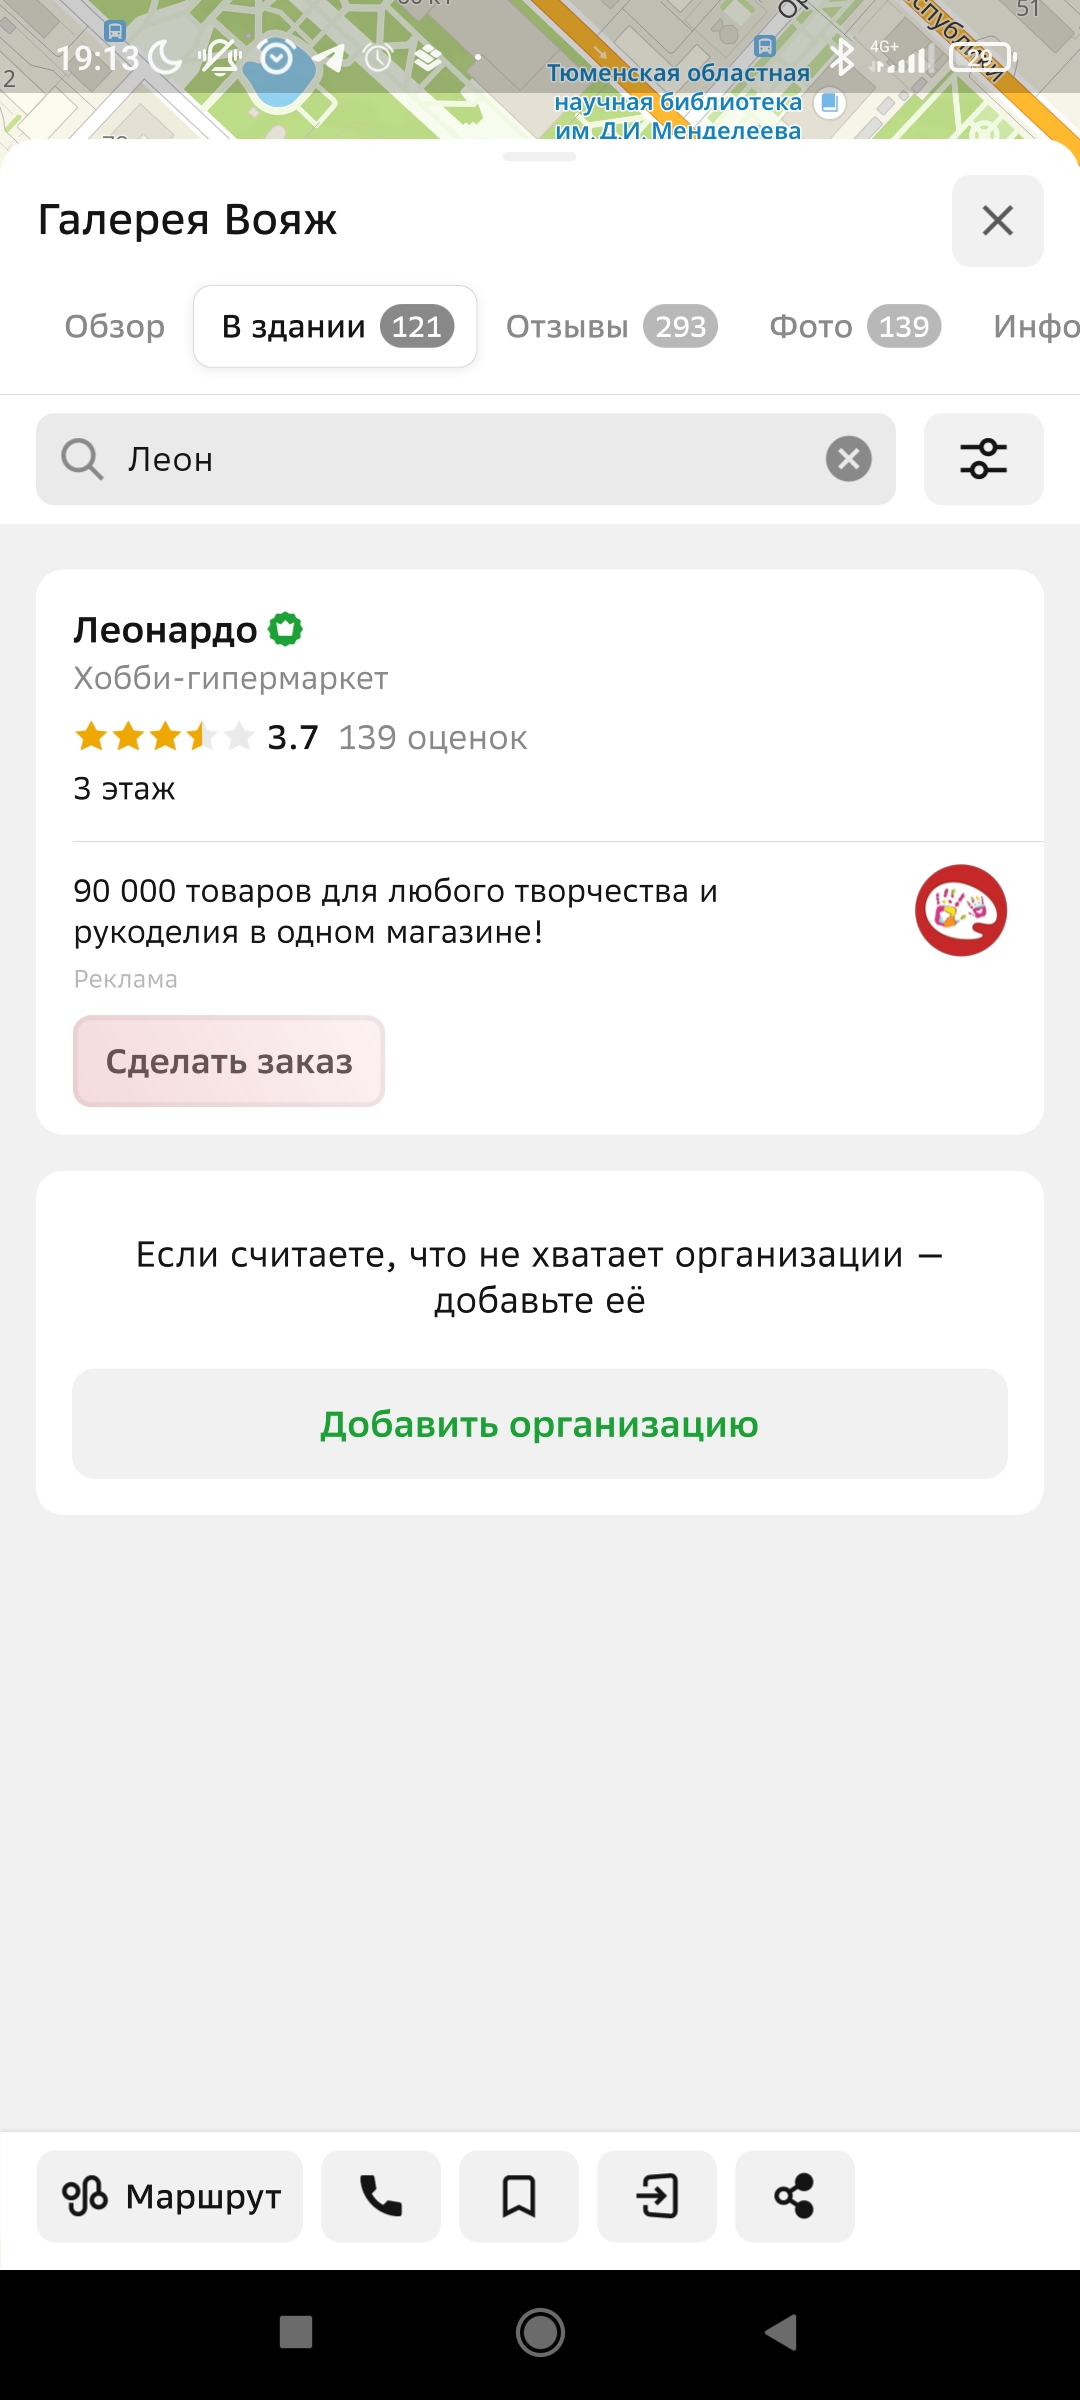 51
19:13
4G+
29
2
Тюменская областная
научная библиотека
им. Д.И. Менделеева
Галерея Вояж
Обзор
В здании 121
Отзывы 293
Фото 139
Инфо
Леон
Леонардо
Хобби-гипермаркет
3.7 139 оценок
3 этаж
90 000 товаров для любого творчества и
рукоделия в одном магазине!
Реклама
Сделать заказ
Если считаете, что не хватает организации —
добавьте её
Добавить организацию
Маршрут